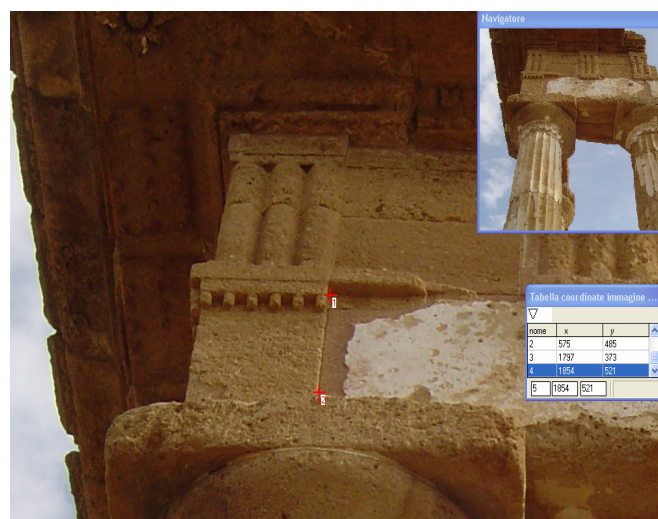 Navigatore
1
2
Tabella coordinate immagine ...
nome x y
2 575 485
3 1797 373
4 1854 521
5 1854 521